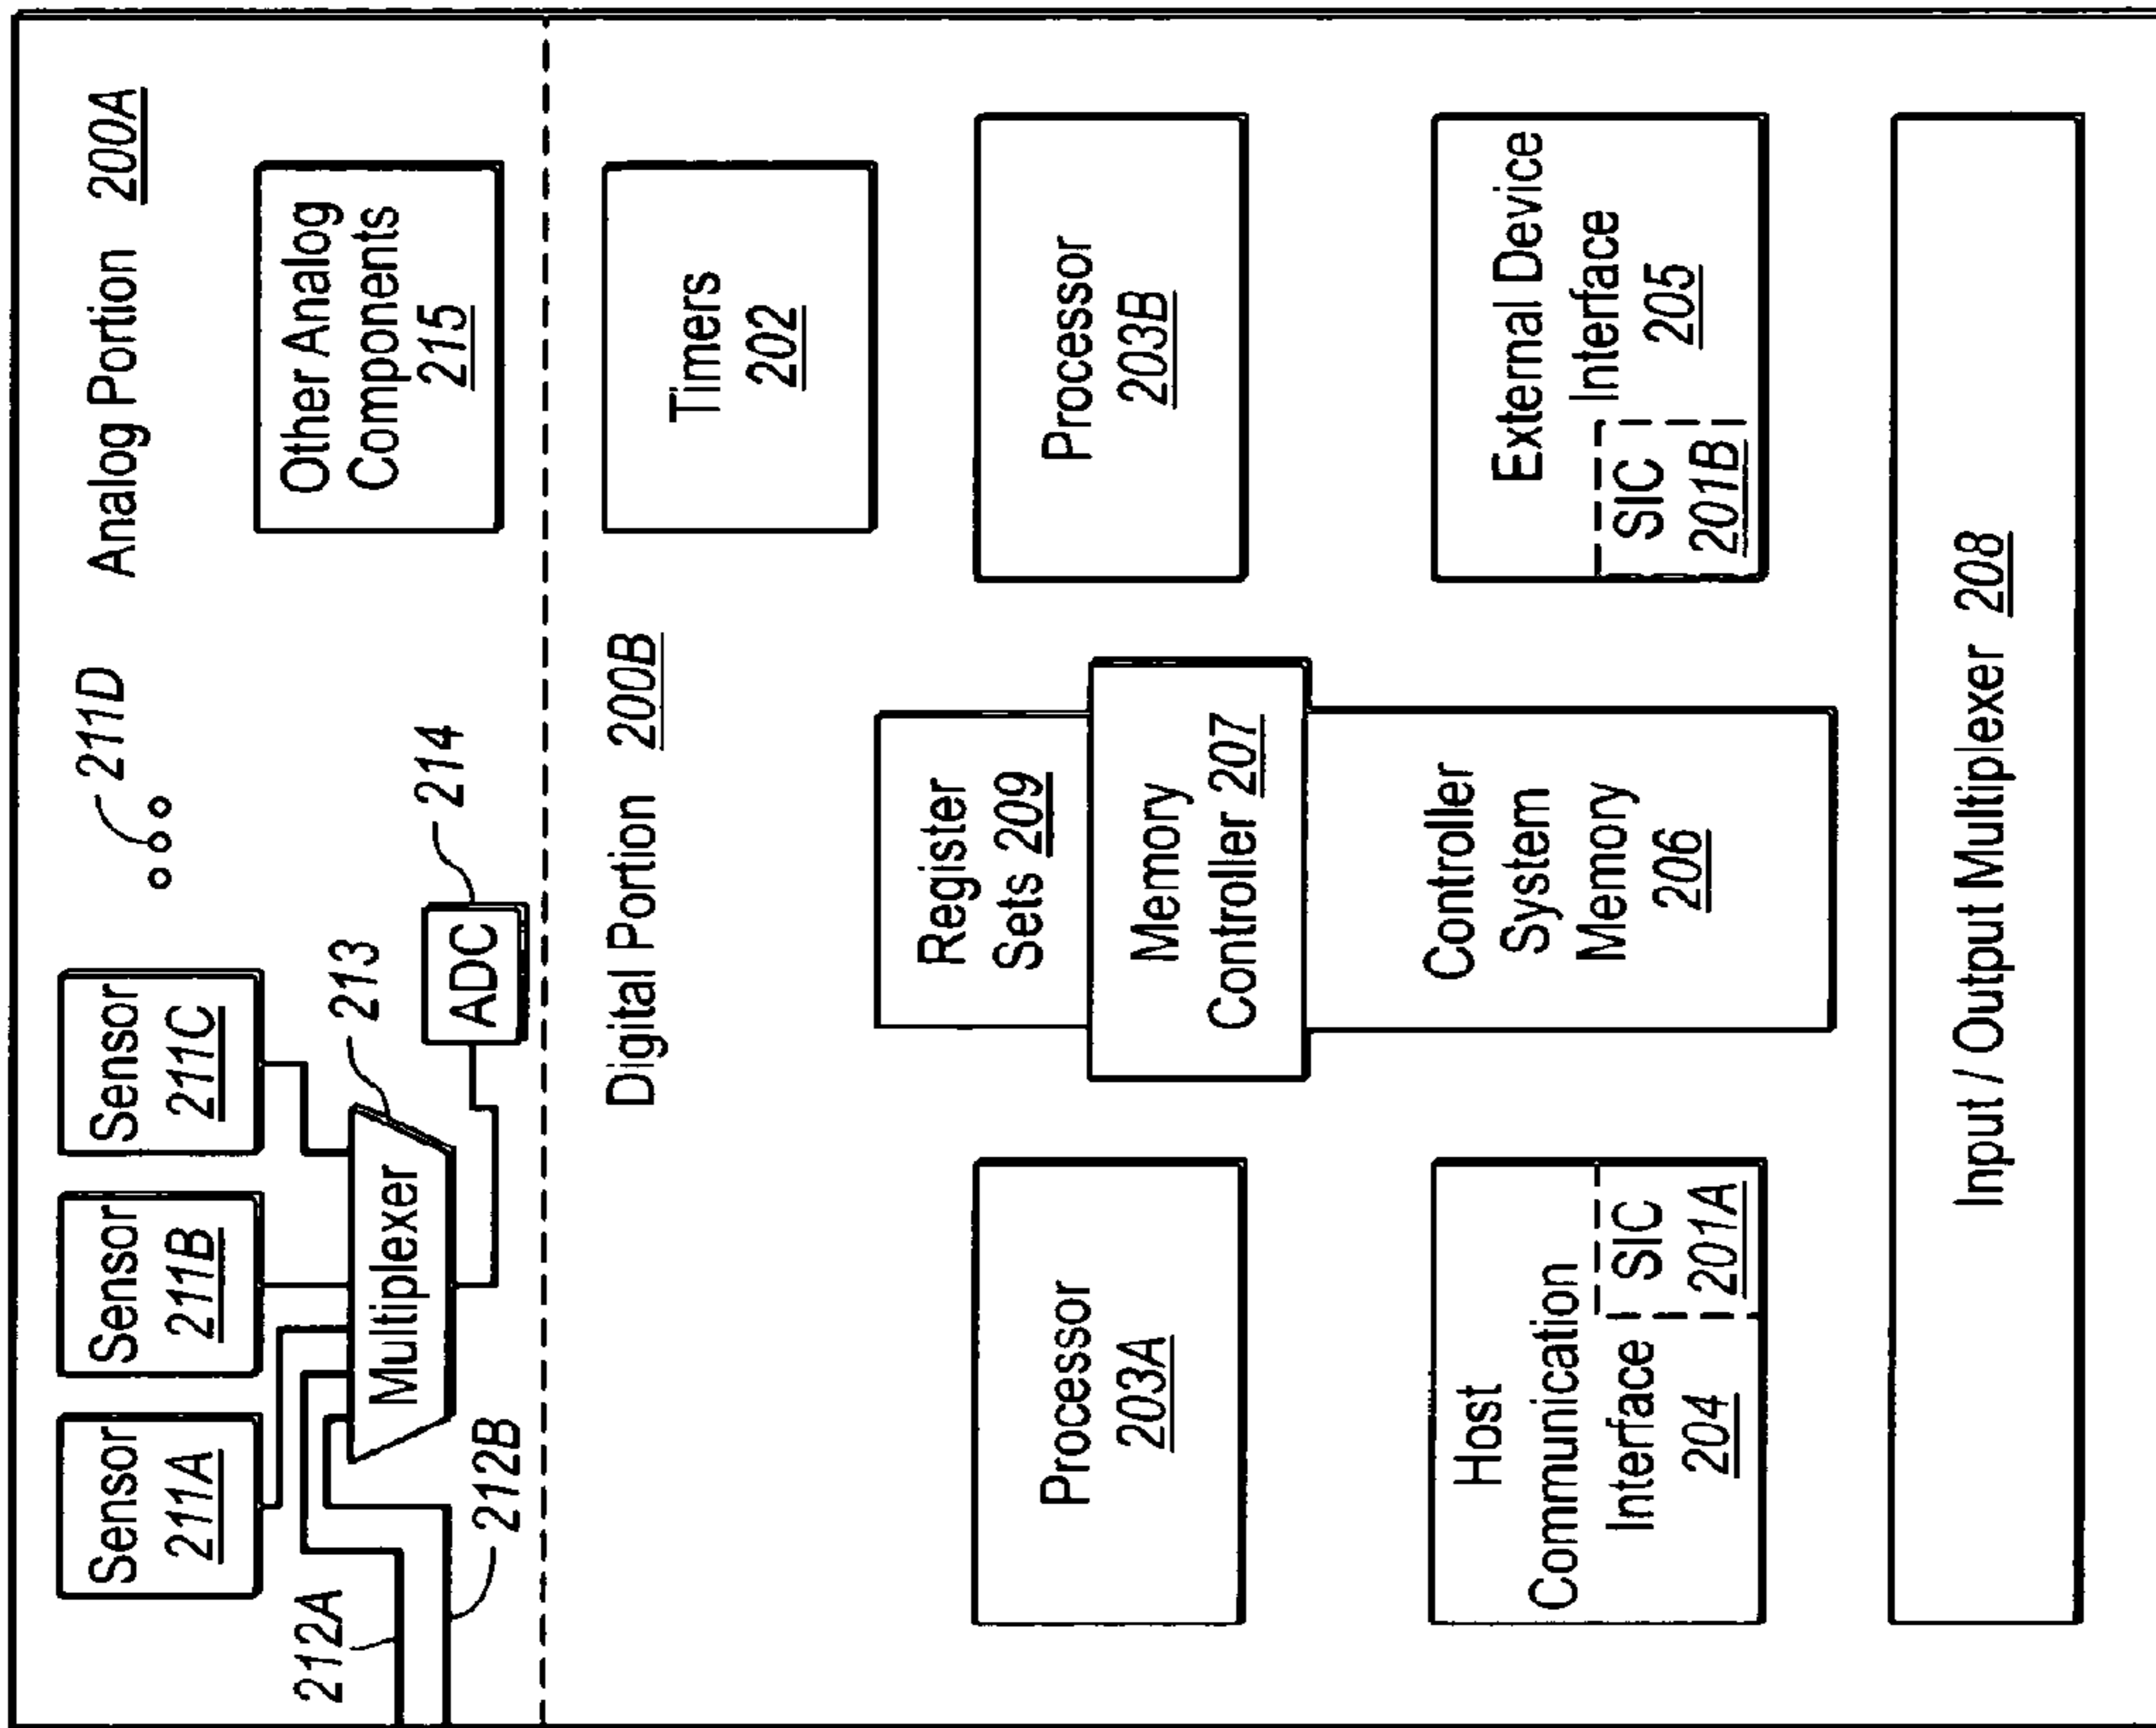 Analog Portion 200A
211D
Sensor
211A
Sensor
211B
Sensor
211C
212A
212B
Multiplexer
213
ADC
214
Other Analog
Components
215
Digital Portion 200B
Timers
202
Processor
203A
Register
Sets 209
Memory
Controller 207
Controller
System
Memory
206
Processor
203B
Host
Communication
Interface
204
SIC
201A
External Device
Interface
205
SIC
201B
Input / Output Multiplexer 208